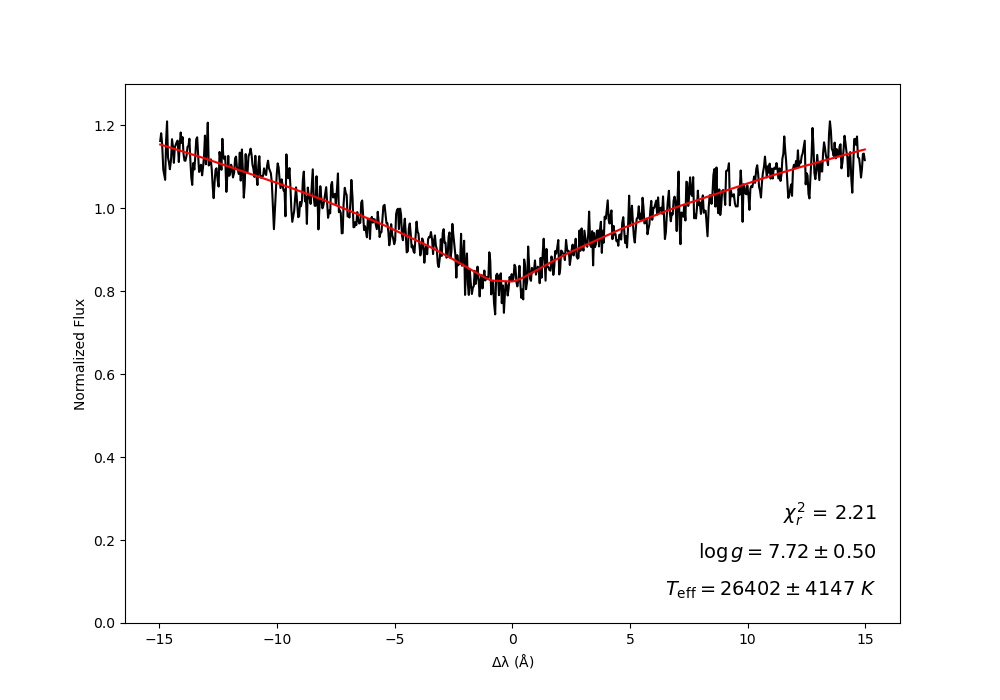 1.2
1.0
0.8
0.6
0.4
0.2
0.0
Normalized Flux
χ²ᵣ = 2.21
log g = 7.72 ± 0.50
T_eff = 26402 ± 4147 K
−15 −10 −5 0 5 10 15
Δλ (Å)